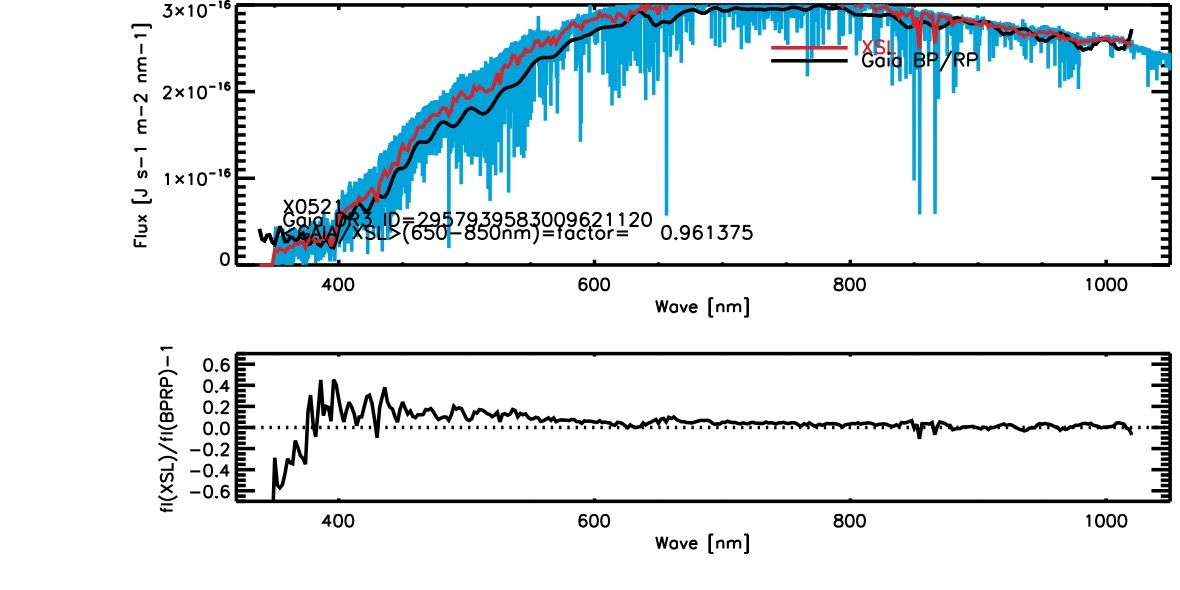 3×10−16
2×10−16
1×10−16
0
Flux [J s−1 m−2 nm−1]
XSL
Gaia BP/RP
X0521
Gaia DR3 ID=2957939583009621120
<GAIA/XSL>(650−850nm)=factor= 0.961375
400 600 800 1000
Wave [nm]
0.6
0.4
0.2
0.0
−0.2
−0.4
−0.6
fl(XSL)/fl(BPRP)−1
400 600 800 1000
Wave [nm]